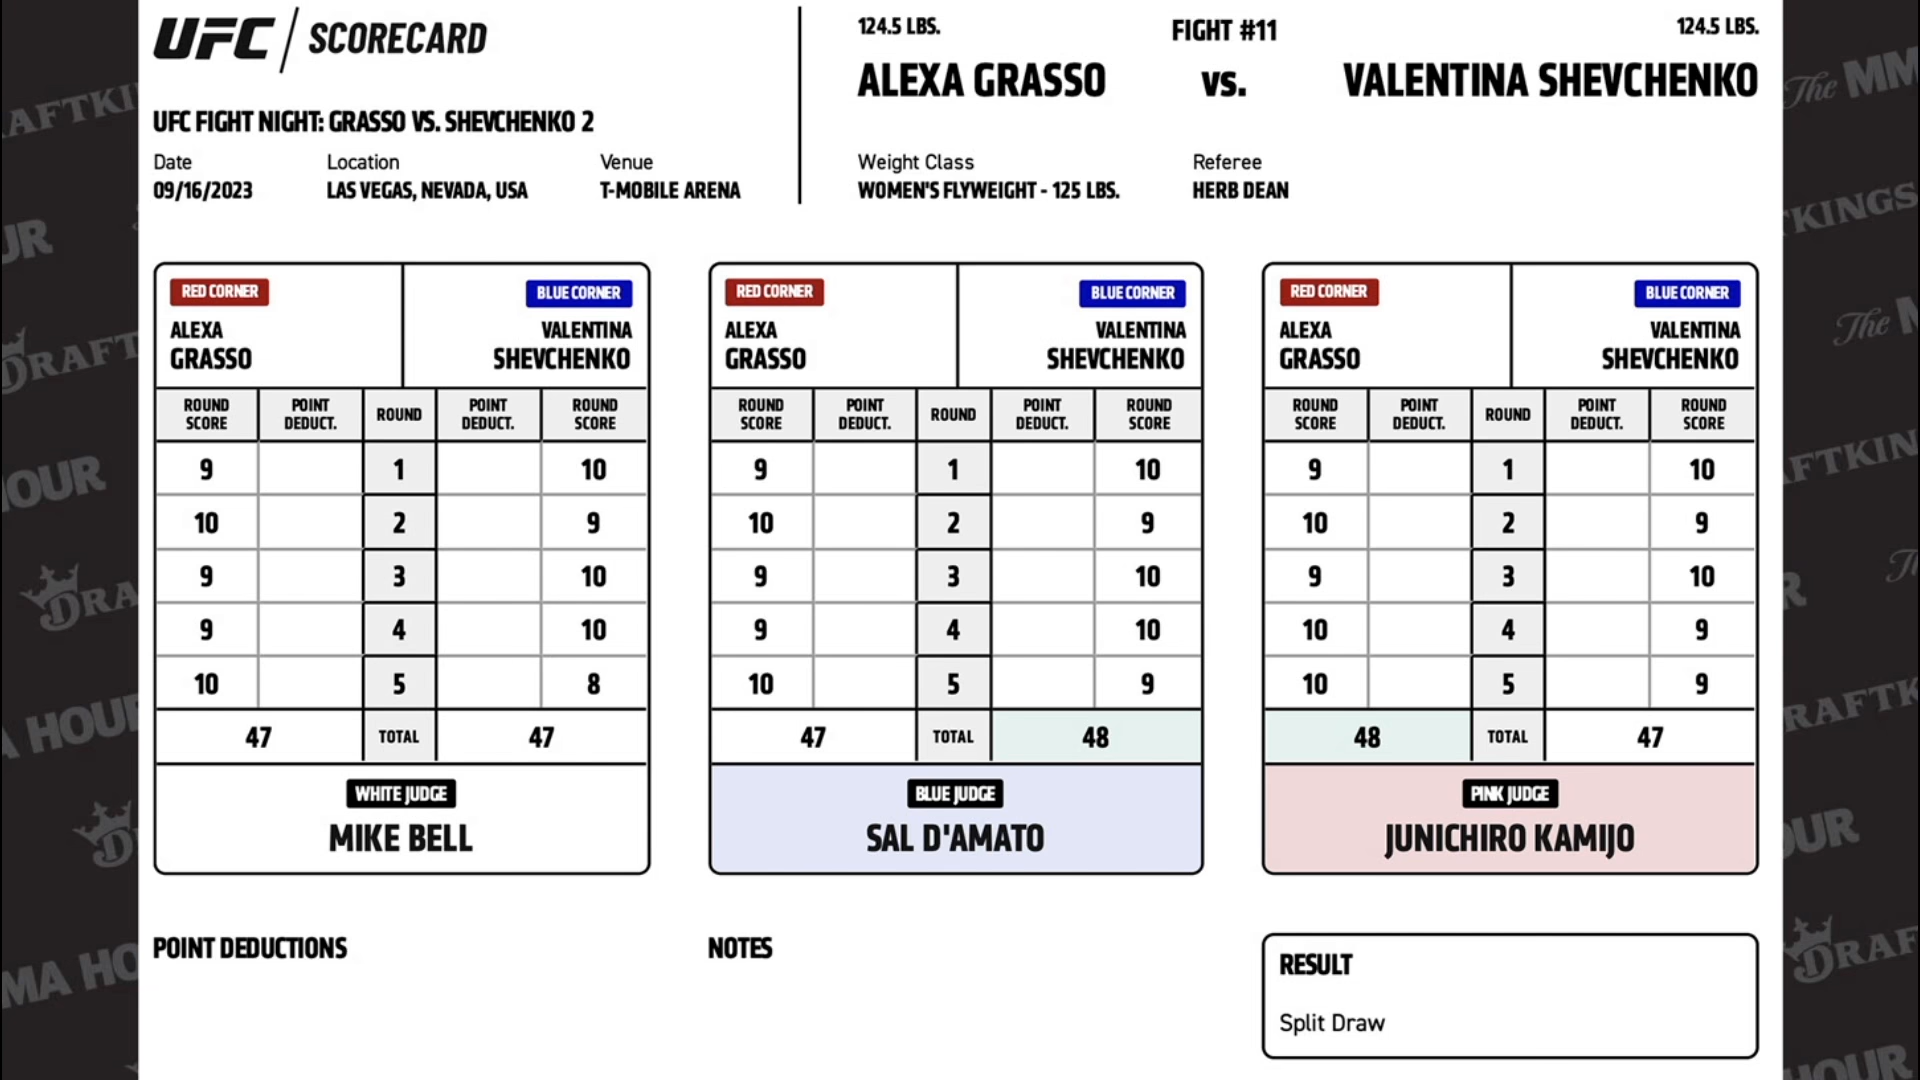 UFC / SCORECARD
UFC FIGHT NIGHT: GRASSO VS. SHEVCHENKO 2
Date Location Venue
09/16/2023 LAS VEGAS, NEVADA, USA T-MOBILE ARENA
124.5 LBS. FIGHT #11 124.5 LBS.
ALEXA GRASSO VS. VALENTINA SHEVCHENKO
Weight Class Referee
WOMEN'S FLYWEIGHT - 125 LBS. HERB DEAN
RED CORNER BLUE CORNER
ALEXA VALENTINA
GRASSO SHEVCHENKO
ROUND SCORE POINT DEDUCT. ROUND POINT DEDUCT. ROUND SCORE
9 1 10
10 2 9
9 3 10
9 4 10
10 5 8
47 TOTAL 47
WHITE JUDGE
MIKE BELL
RED CORNER BLUE CORNER
ALEXA VALENTINA
GRASSO SHEVCHENKO
ROUND SCORE POINT DEDUCT. ROUND POINT DEDUCT. ROUND SCORE
9 1 10
10 2 9
9 3 10
9 4 10
10 5 9
47 TOTAL 48
BLUE JUDGE
SAL D'AMATO
RED CORNER BLUE CORNER
ALEXA VALENTINA
GRASSO SHEVCHENKO
ROUND SCORE POINT DEDUCT. ROUND POINT DEDUCT. ROUND SCORE
9 1 10
10 2 9
9 3 10
10 4 9
10 5 9
48 TOTAL 47
PINK JUDGE
JUNICHIRO KAMIJO
POINT DEDUCTIONS
NOTES
RESULT
Split Draw